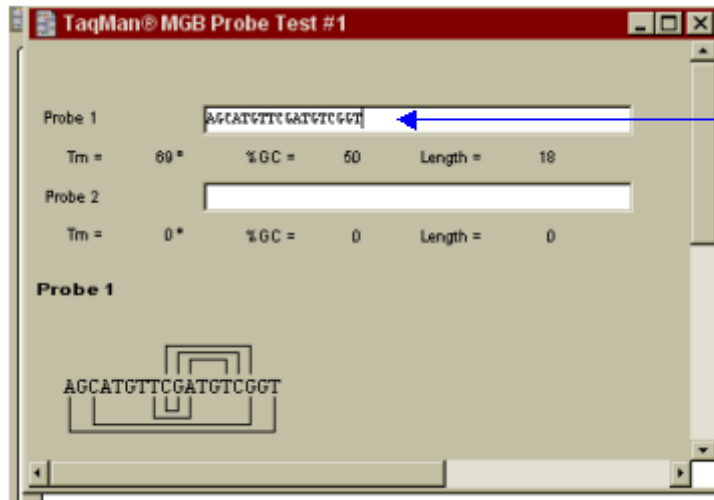 TaqMan® MGB Probe Test #1
Probe 1 AGCATGTTCGATGTCGGT
Tm = 69° %GC = 50 Length = 18
Probe 2
Tm = 0° %GC = 0 Length = 0
Probe 1
AGCATGTTCGATGTCGGT